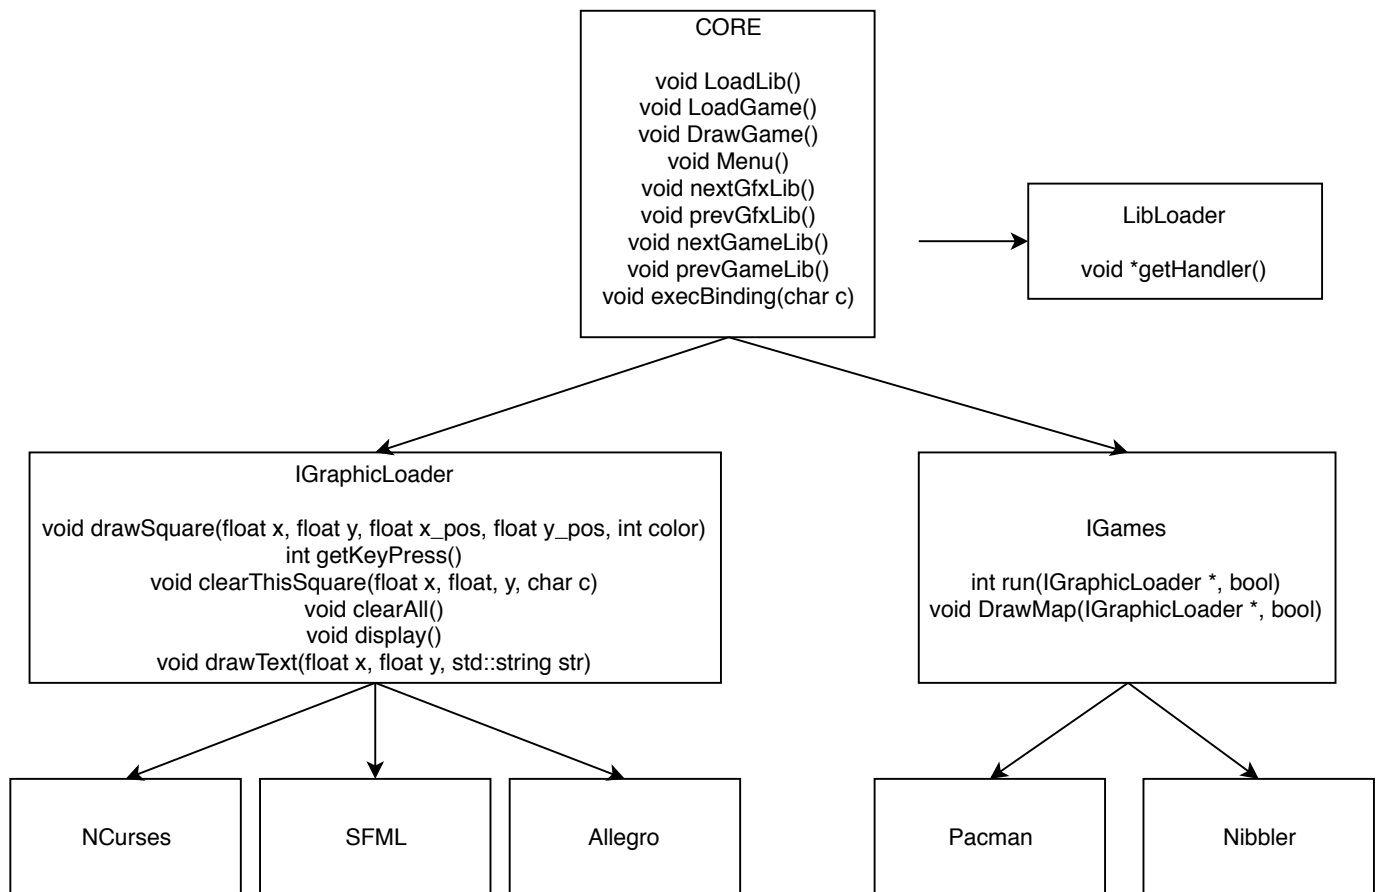 CORE
void LoadLib()
void LoadGame()
void DrawGame()
void Menu()
void nextGfxLib()
void prevGfxLib()
void nextGameLib()
void prevGameLib()
void execBinding(char c)
LibLoader
void *getHandler()
IGraphicLoader
void drawSquare(float x, float y, float x_pos, float y_pos, int color)
int getKeyPress()
void clearThisSquare(float x, float, y, char c)
void clearAll()
void display()
void drawText(float x, float y, std::string str)
IGames
int run(IGraphicLoader *, bool)
void DrawMap(IGraphicLoader *, bool)
NCurses
SFML
Allegro
Pacman
Nibbler